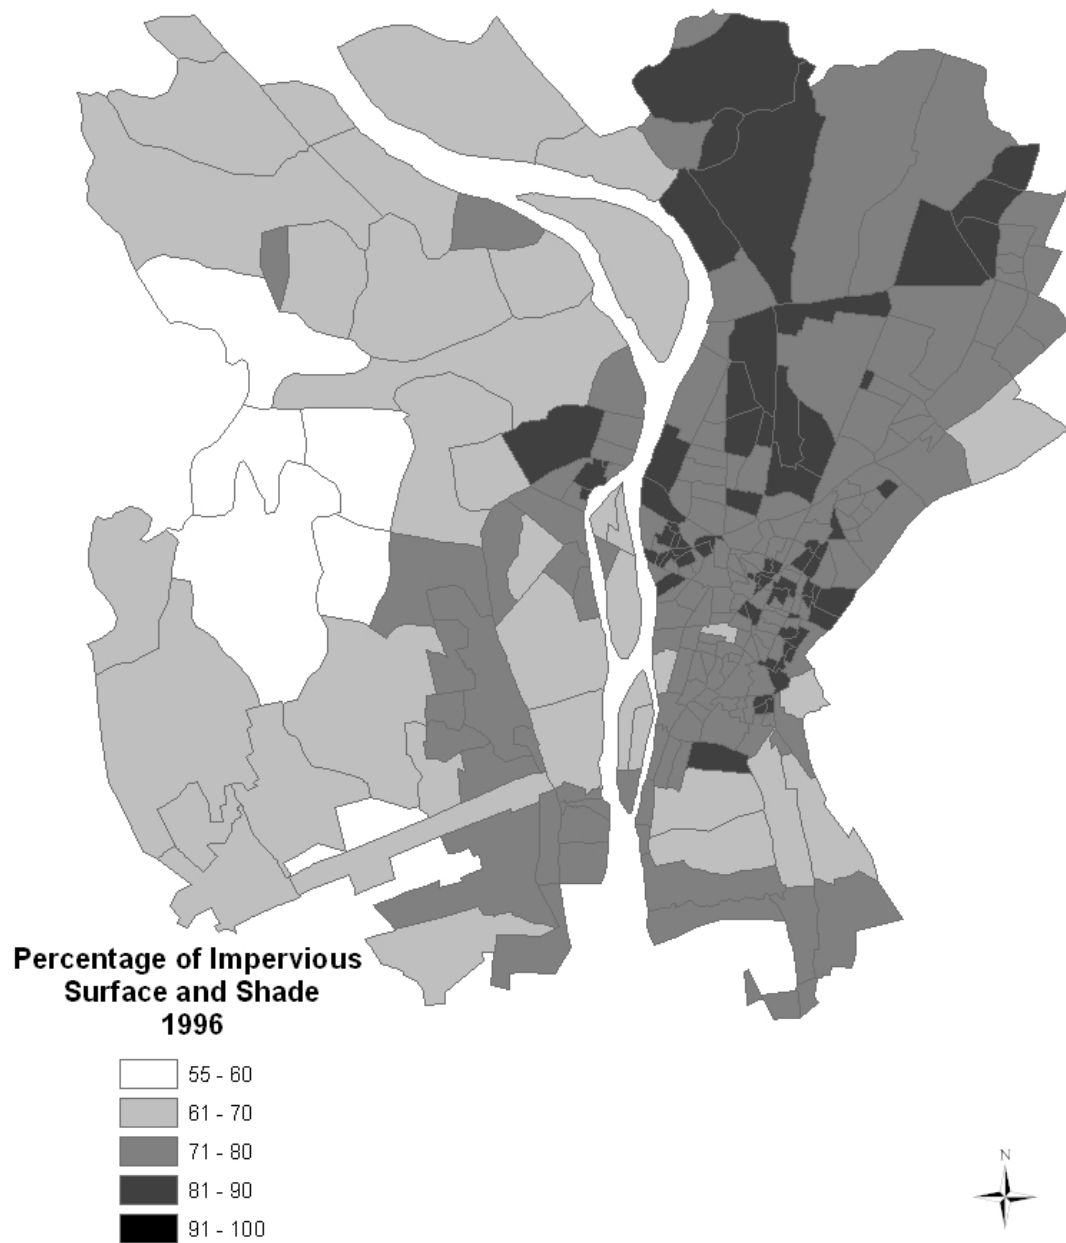 Percentage of Impervious
Surface and Shade
1996
55 - 60
61 - 70
71 - 80
81 - 90
91 - 100
N